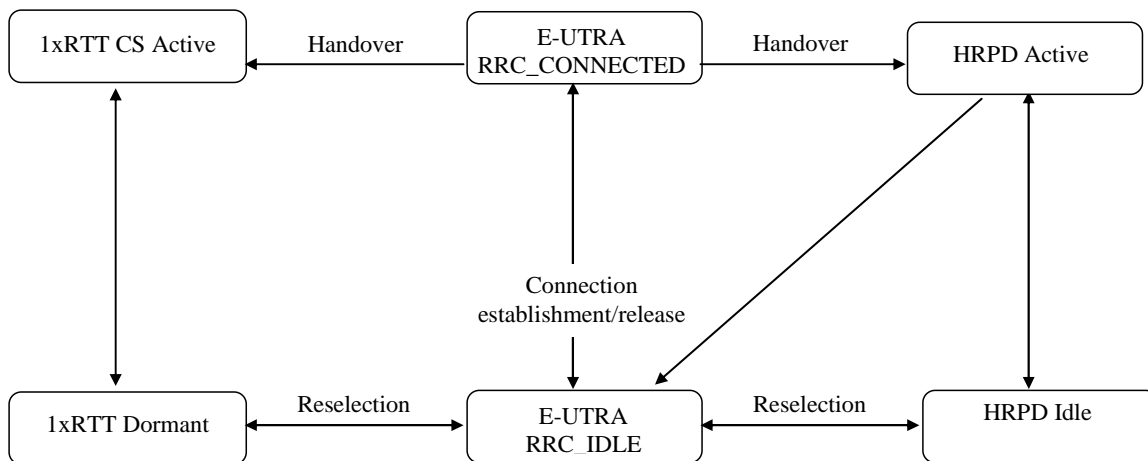 1xRTT CS Active
Handover
E-UTRA
RRC_CONNECTED
Handover
HRPD Active
Connection
establishment/release
1xRTT Dormant
Reselection
E-UTRA
RRC_IDLE
Reselection
HRPD Idle